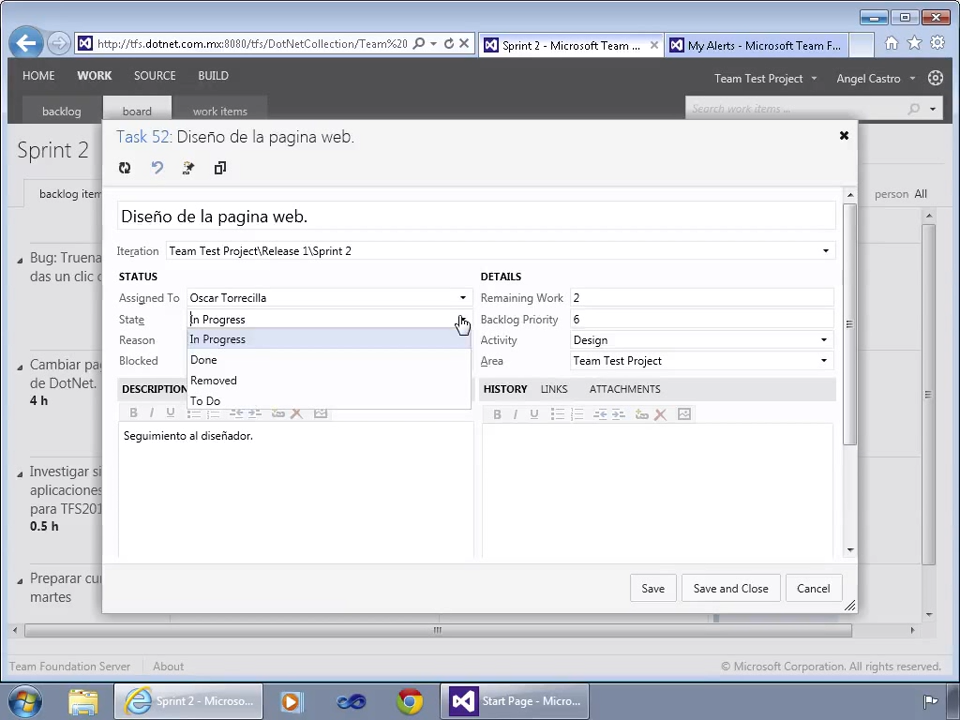 http://tfs.dotnet.com.mx:8080/tfs/DotNetCollection/Team%20
Sprint 2 - Microsoft Team ...
My Alerts - Microsoft Team F...
HOME WORK SOURCE BUILD
Team Test Project
Angel Castro
backlog board work items
Search work items
Sprint 2
Task 52: Diseño de la pagina web.
backlog item
person All
Diseño de la pagina web.
Iteration Team Test Project\Release 1\Sprint 2
STATUS
DETAILS
Assigned To Oscar Torrecilla
Remaining Work 2
State In Progress
Backlog Priority 6
Reason
In Progress
Activity Design
Blocked
Done
Area Team Test Project
Removed
To Do
DESCRIPTION
HISTORY LINKS ATTACHMENTS
B I U
B I U
Seguimiento al diseñador.
Bug: Truena
das un clic d
Cambiar pa
de DotNet.
4 h
Investigar si
aplicaciones
para TFS201
0.5 h
Preparar cur
martes
Save
Save and Close
Cancel
Team Foundation Server
About
© Microsoft Corporation. All rights reserved.
Sprint 2 - Microso...
Start Page - Micro...